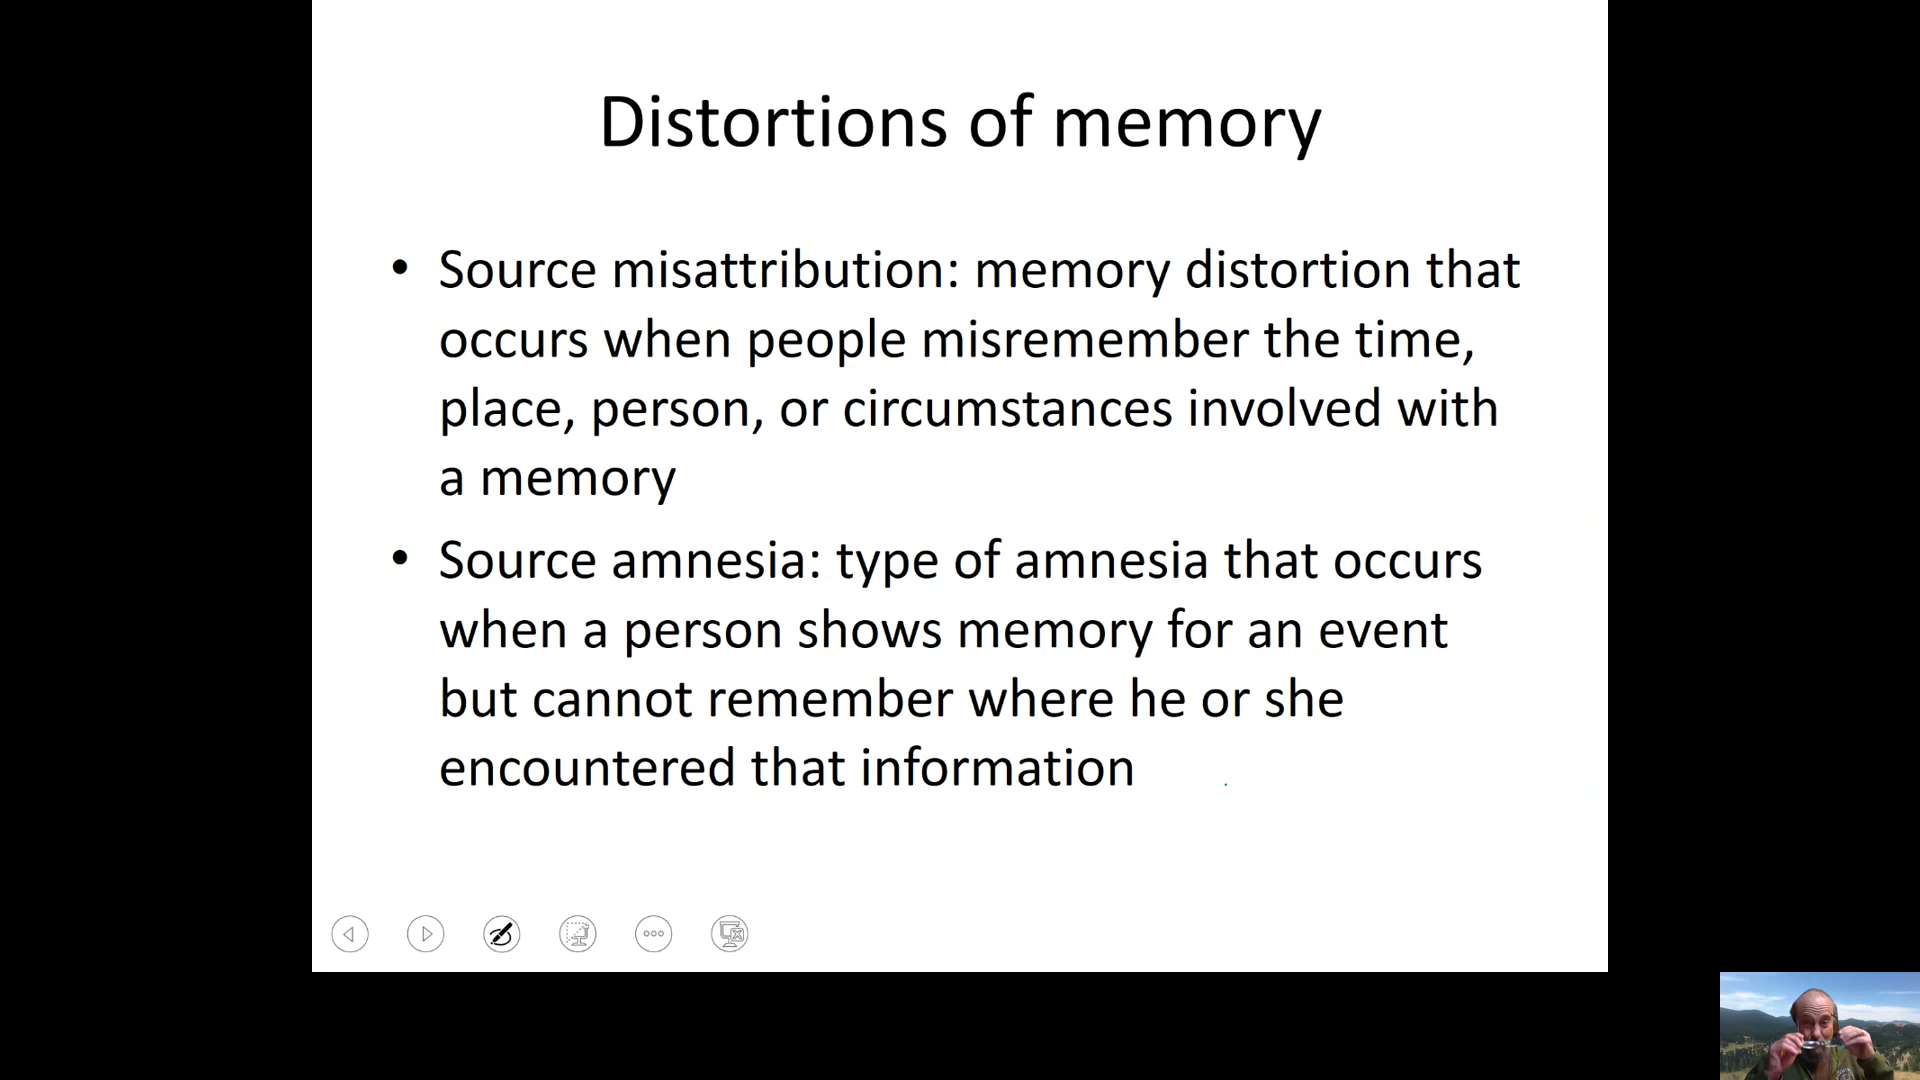 Distortions of memory
• Source misattribution: memory distortion that
occurs when people misremember the time,
place, person, or circumstances involved with
a memory
• Source amnesia: type of amnesia that occurs
when a person shows memory for an event
but cannot remember where he or she
encountered that information